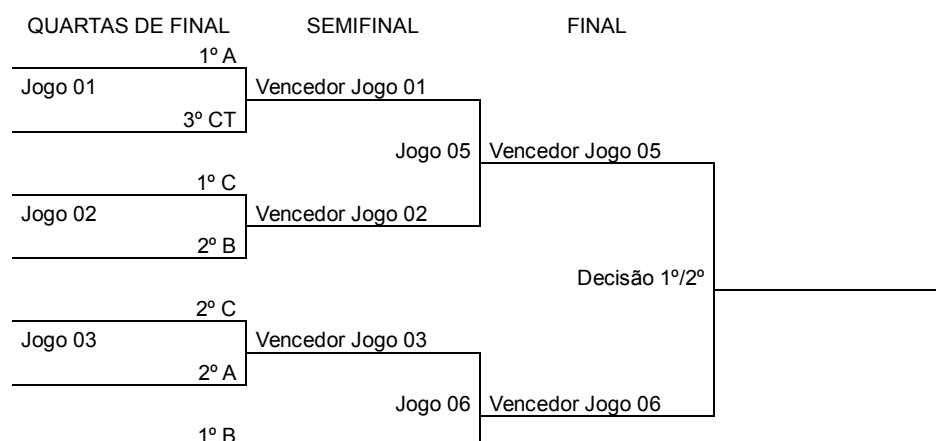 QUARTAS DE FINAL SEMIFINAL FINAL
1º A
Jogo 01 Vencedor Jogo 01
3º CT
Jogo 05 Vencedor Jogo 05
1º C
Jogo 02 Vencedor Jogo 02
2º B
Decisão 1º/2º
2º C
Jogo 03 Vencedor Jogo 03
2º A
Jogo 06 Vencedor Jogo 06
1º B